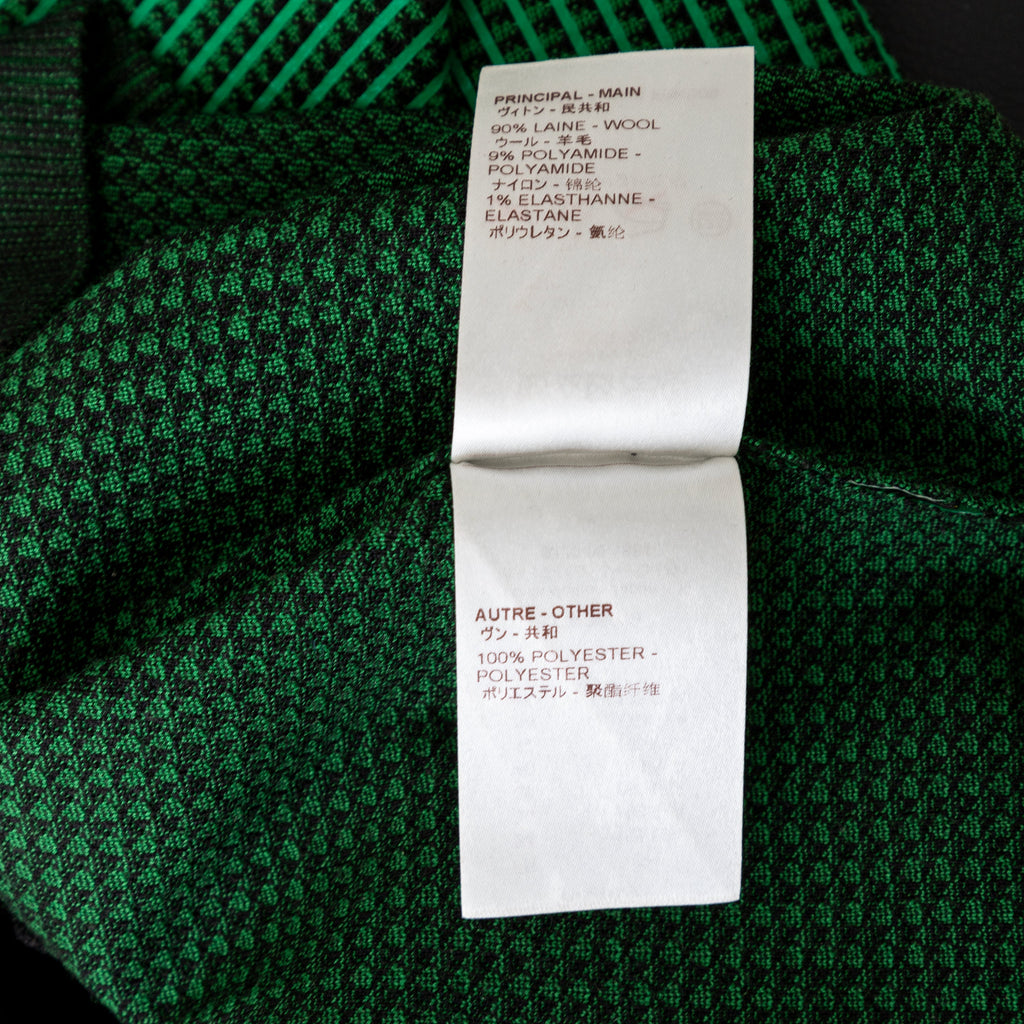 PRINCIPAL - MAIN
ヴィトン - 民共和
90% LAINE - WOOL
ウール - 羊毛
9% POLYAMIDE -
POLYAMIDE
ナイロン - 锦纶
1% ELASTHANNE -
ELASTANE
ポリウレタン - 氨纶
AUTRE - OTHER
ヴン - 共和
100% POLYESTER -
POLYESTER
ポリエステル - 聚酯纤维